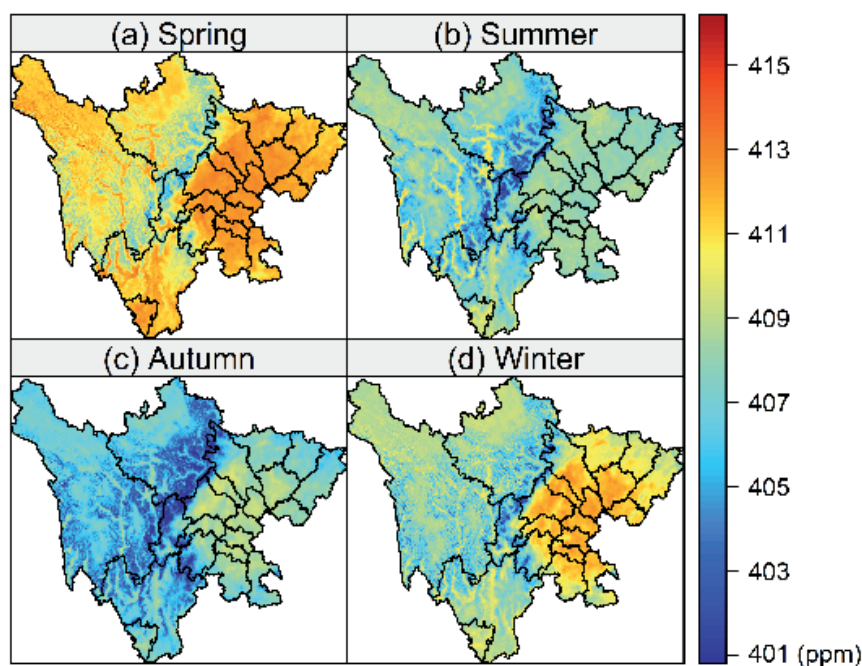 (a) Spring
(b) Summer
(c) Autumn
(d) Winter
415
413
411
409
407
405
403
401 (ppm)